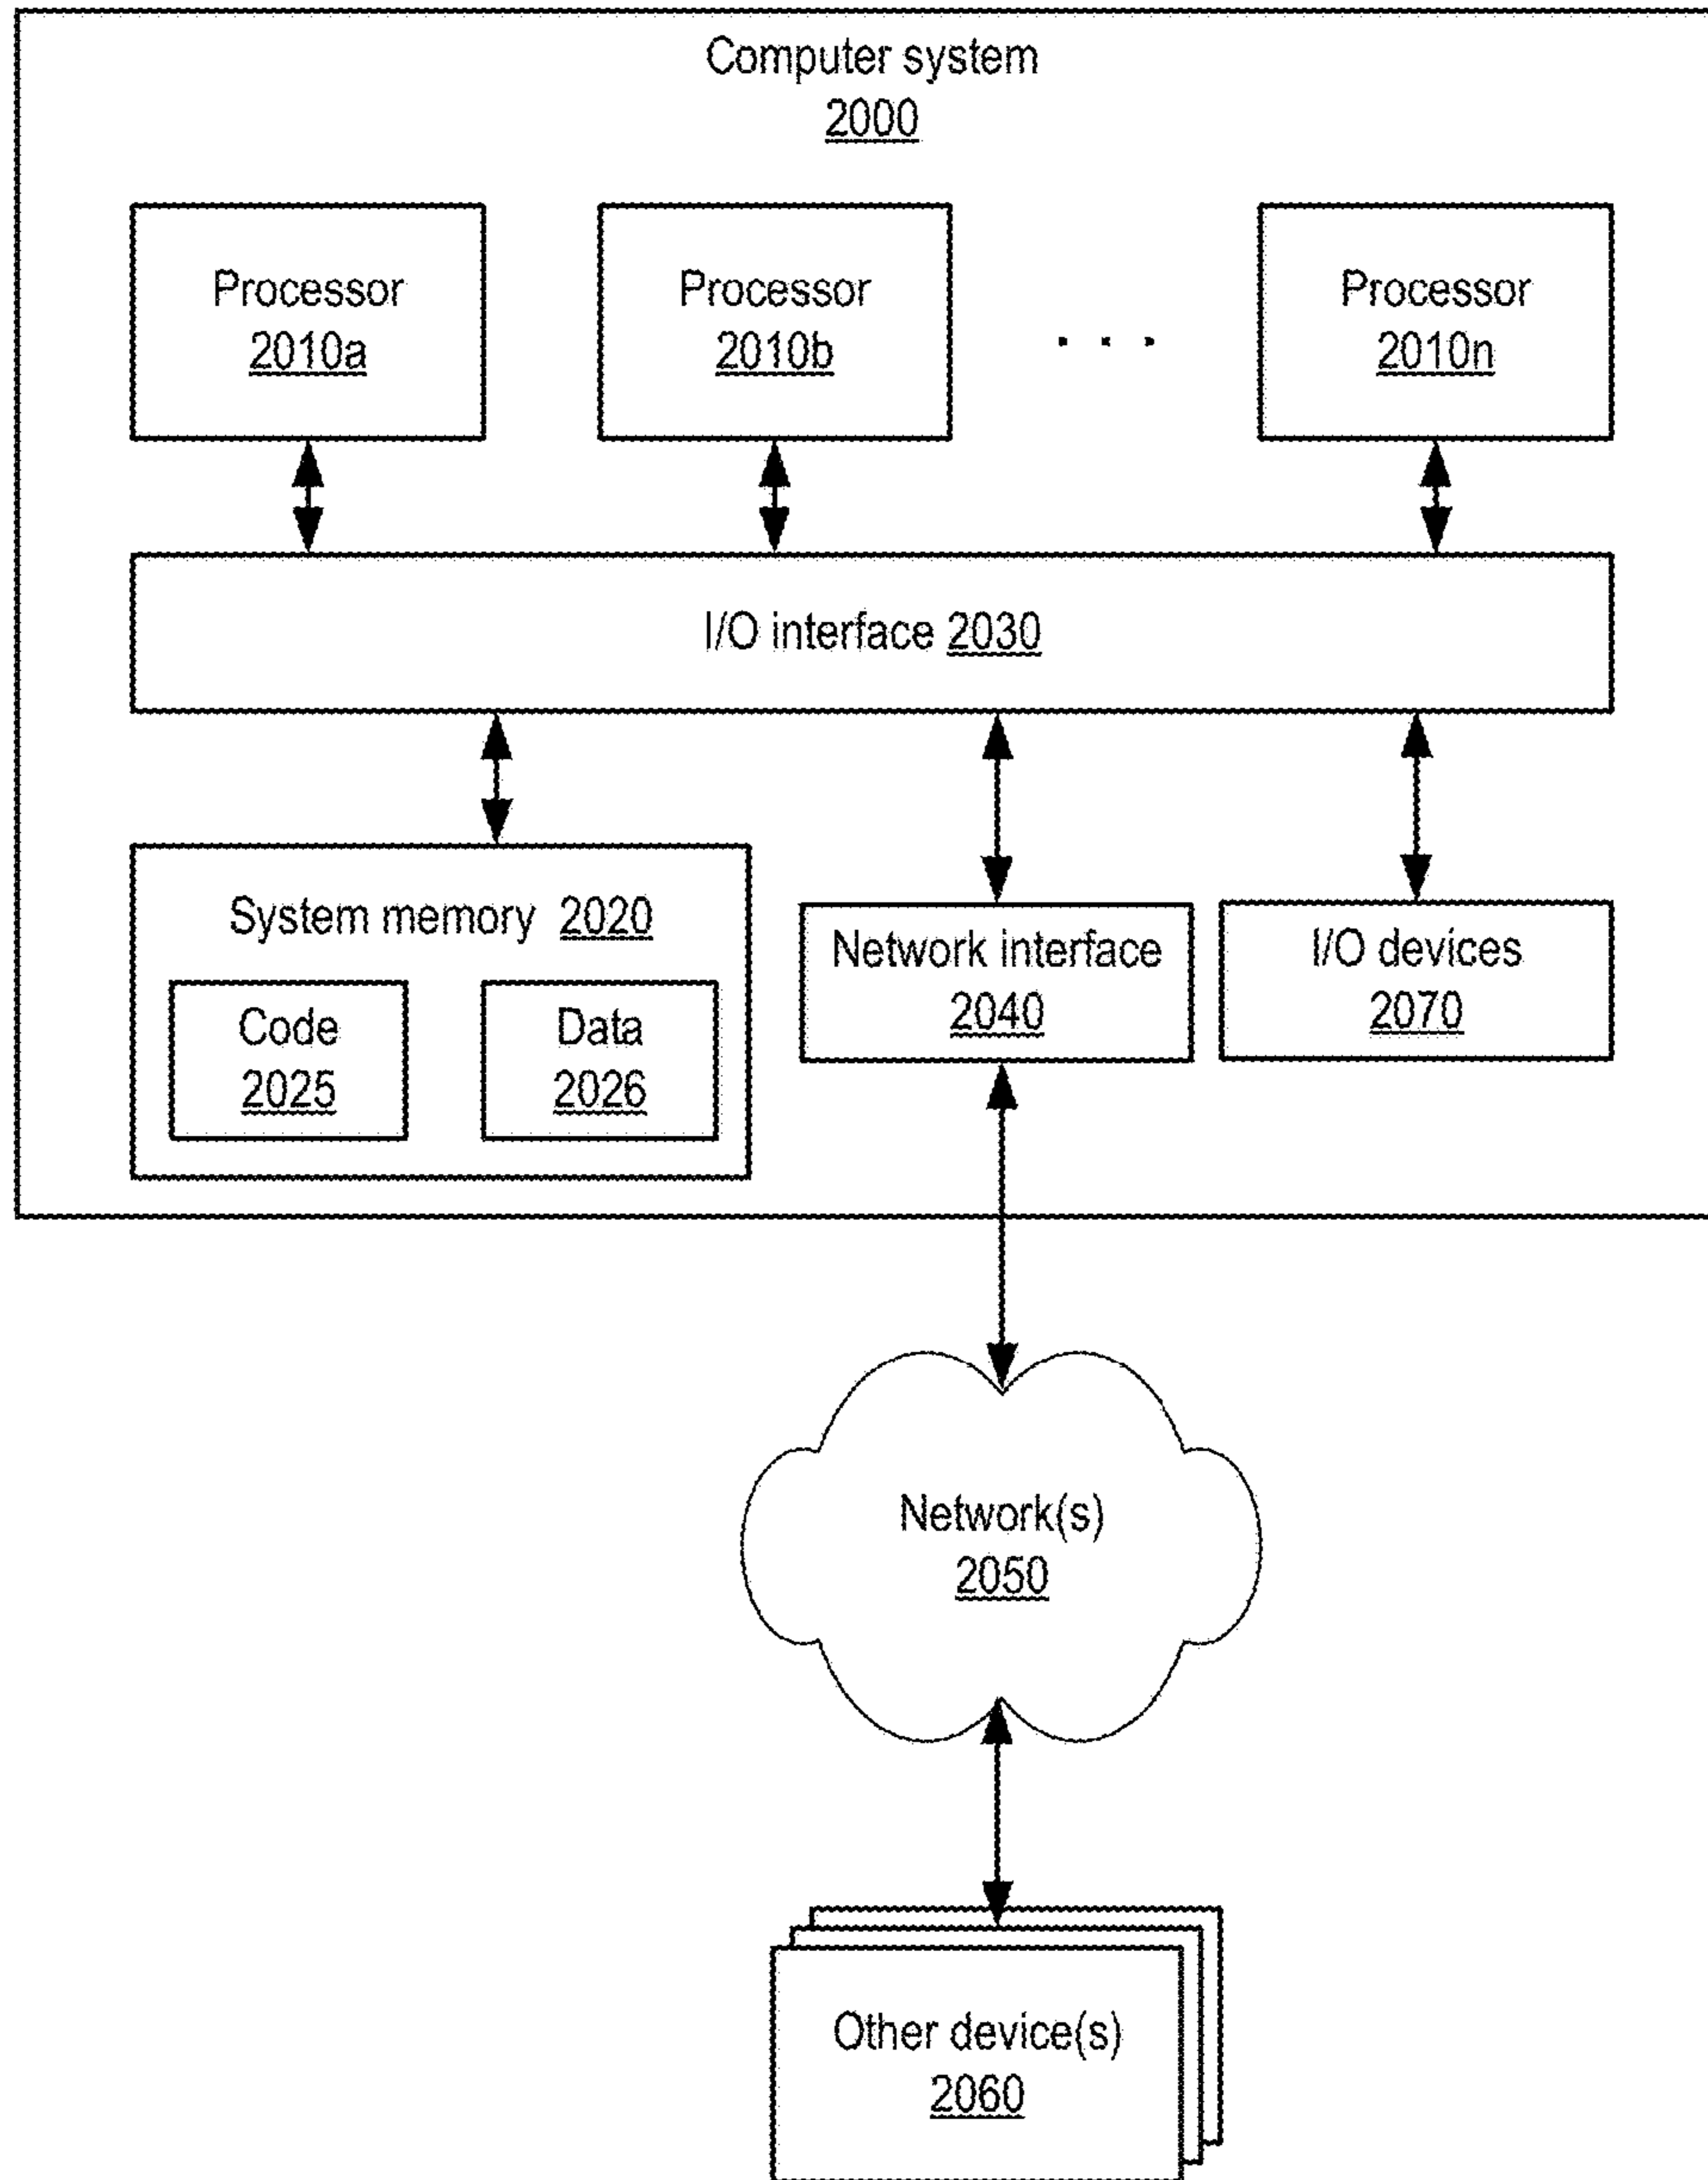 Computer system
2000
Processor
2010a
Processor
2010b
. . .
Processor
2010n
I/O interface 2030
System memory 2020
Code
2025
Data
2026
Network interface
2040
I/O devices
2070
Network(s)
2050
Other device(s)
2060